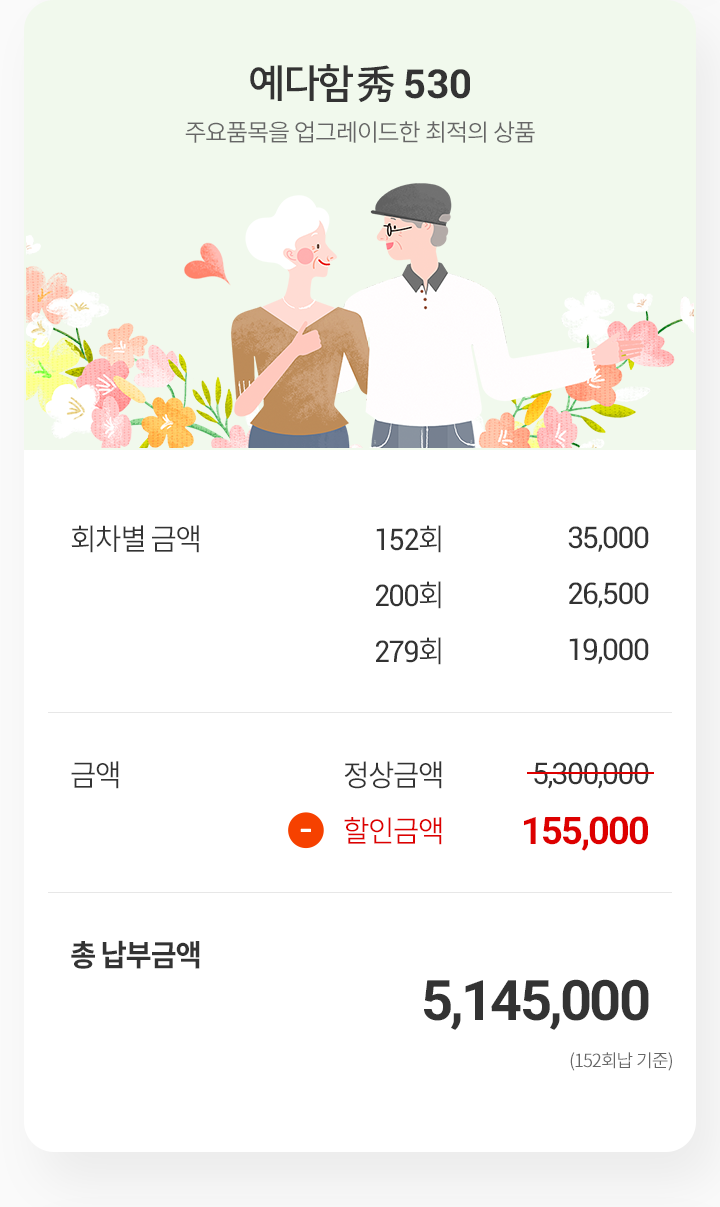 예다함 秀 530
주요품목을 업그레이드한 최적의 상품
회차별 금액 152회 35,000
200회 26,500
279회 19,000
금액 정상금액 5,300,000
- 할인금액 155,000
총 납부금액
5,145,000
(152회납 기준)